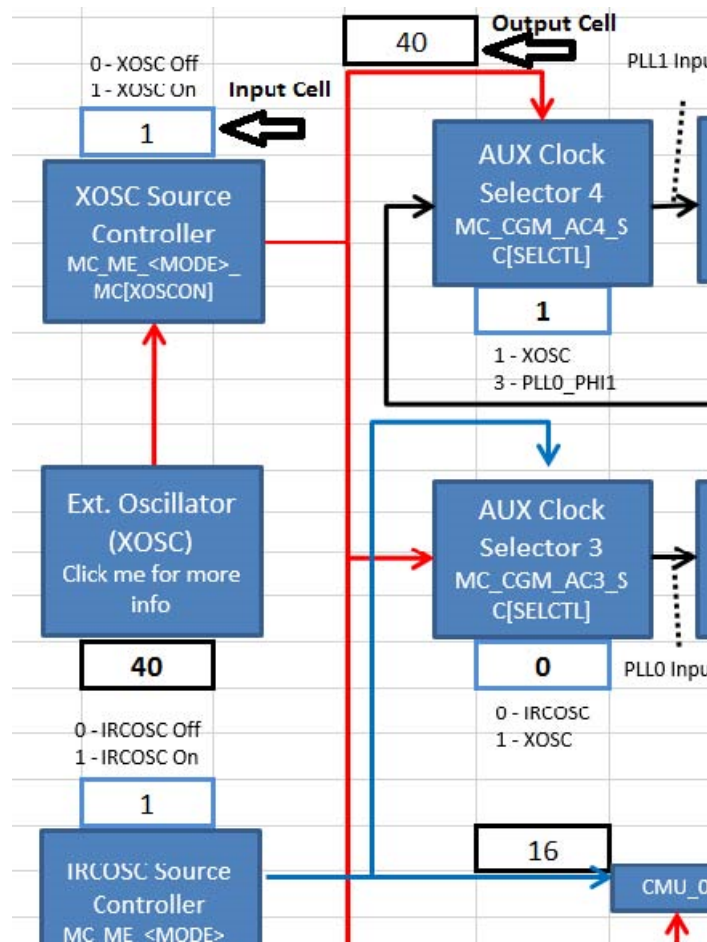 40
Output Cell
0 - XOSC Off
1 - XOSC On
Input Cell
PLL1 Inpu
1
XOSC Source
Controller
MC_ME_<MODE>_
MC[XOSCON]
AUX Clock
Selector 4
MC_CGM_AC4_S
C[SELCTL]
1
1 - XOSC
3 - PLL0_PHI1
Ext. Oscillator
(XOSC)
Click me for more
info
40
AUX Clock
Selector 3
MC_CGM_AC3_S
C[SELCTL]
0
PLL0 Inpu
0 - IRCOSC
1 - XOSC
0 - IRCOSC Off
1 - IRCOSC On
1
IRCOSC Source
Controller
MC_ME_<MODE>
16
CMU_0